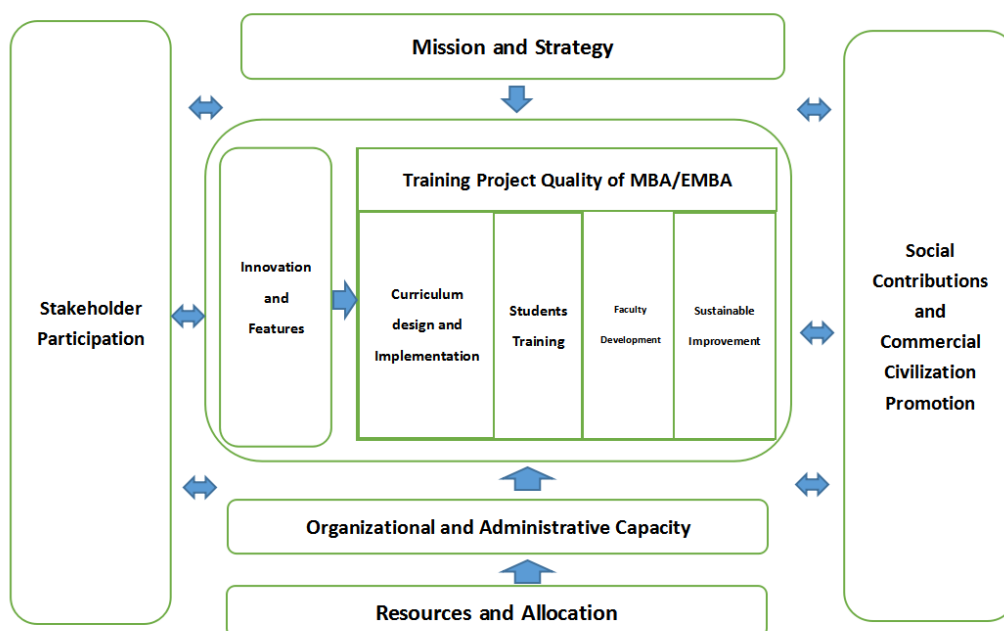 Mission and Strategy
Stakeholder
Participation
Innovation
and
Features
Training Project Quality of MBA/EMBA
Curriculum
design and
Implementation
Students
Training
Faculty
Development
Sustainable
Improvement
Social
Contributions
and
Commercial
Civilization
Promotion
Organizational and Administrative Capacity
Resources and Allocation